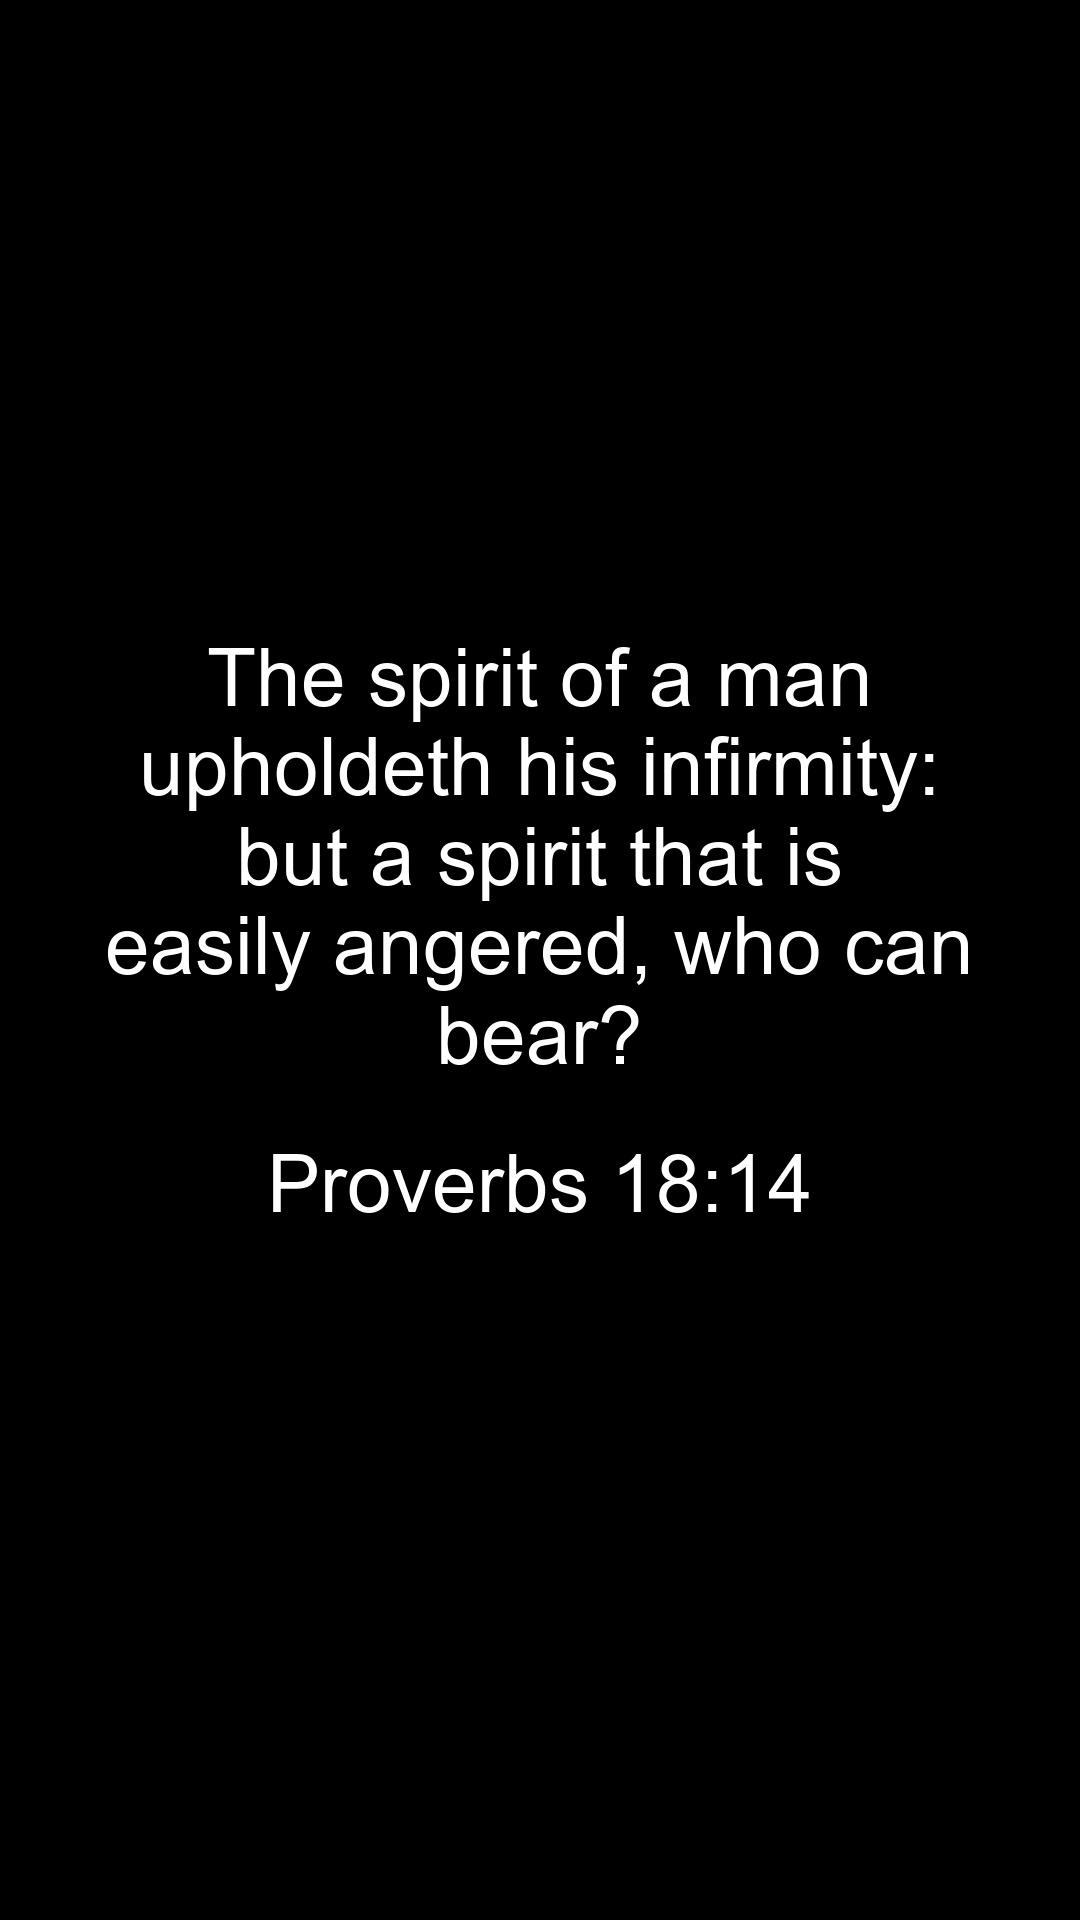 The spirit of a man
upholdeth his infirmity:
but a spirit that is
easily angered, who can
bear?
Proverbs 18:14